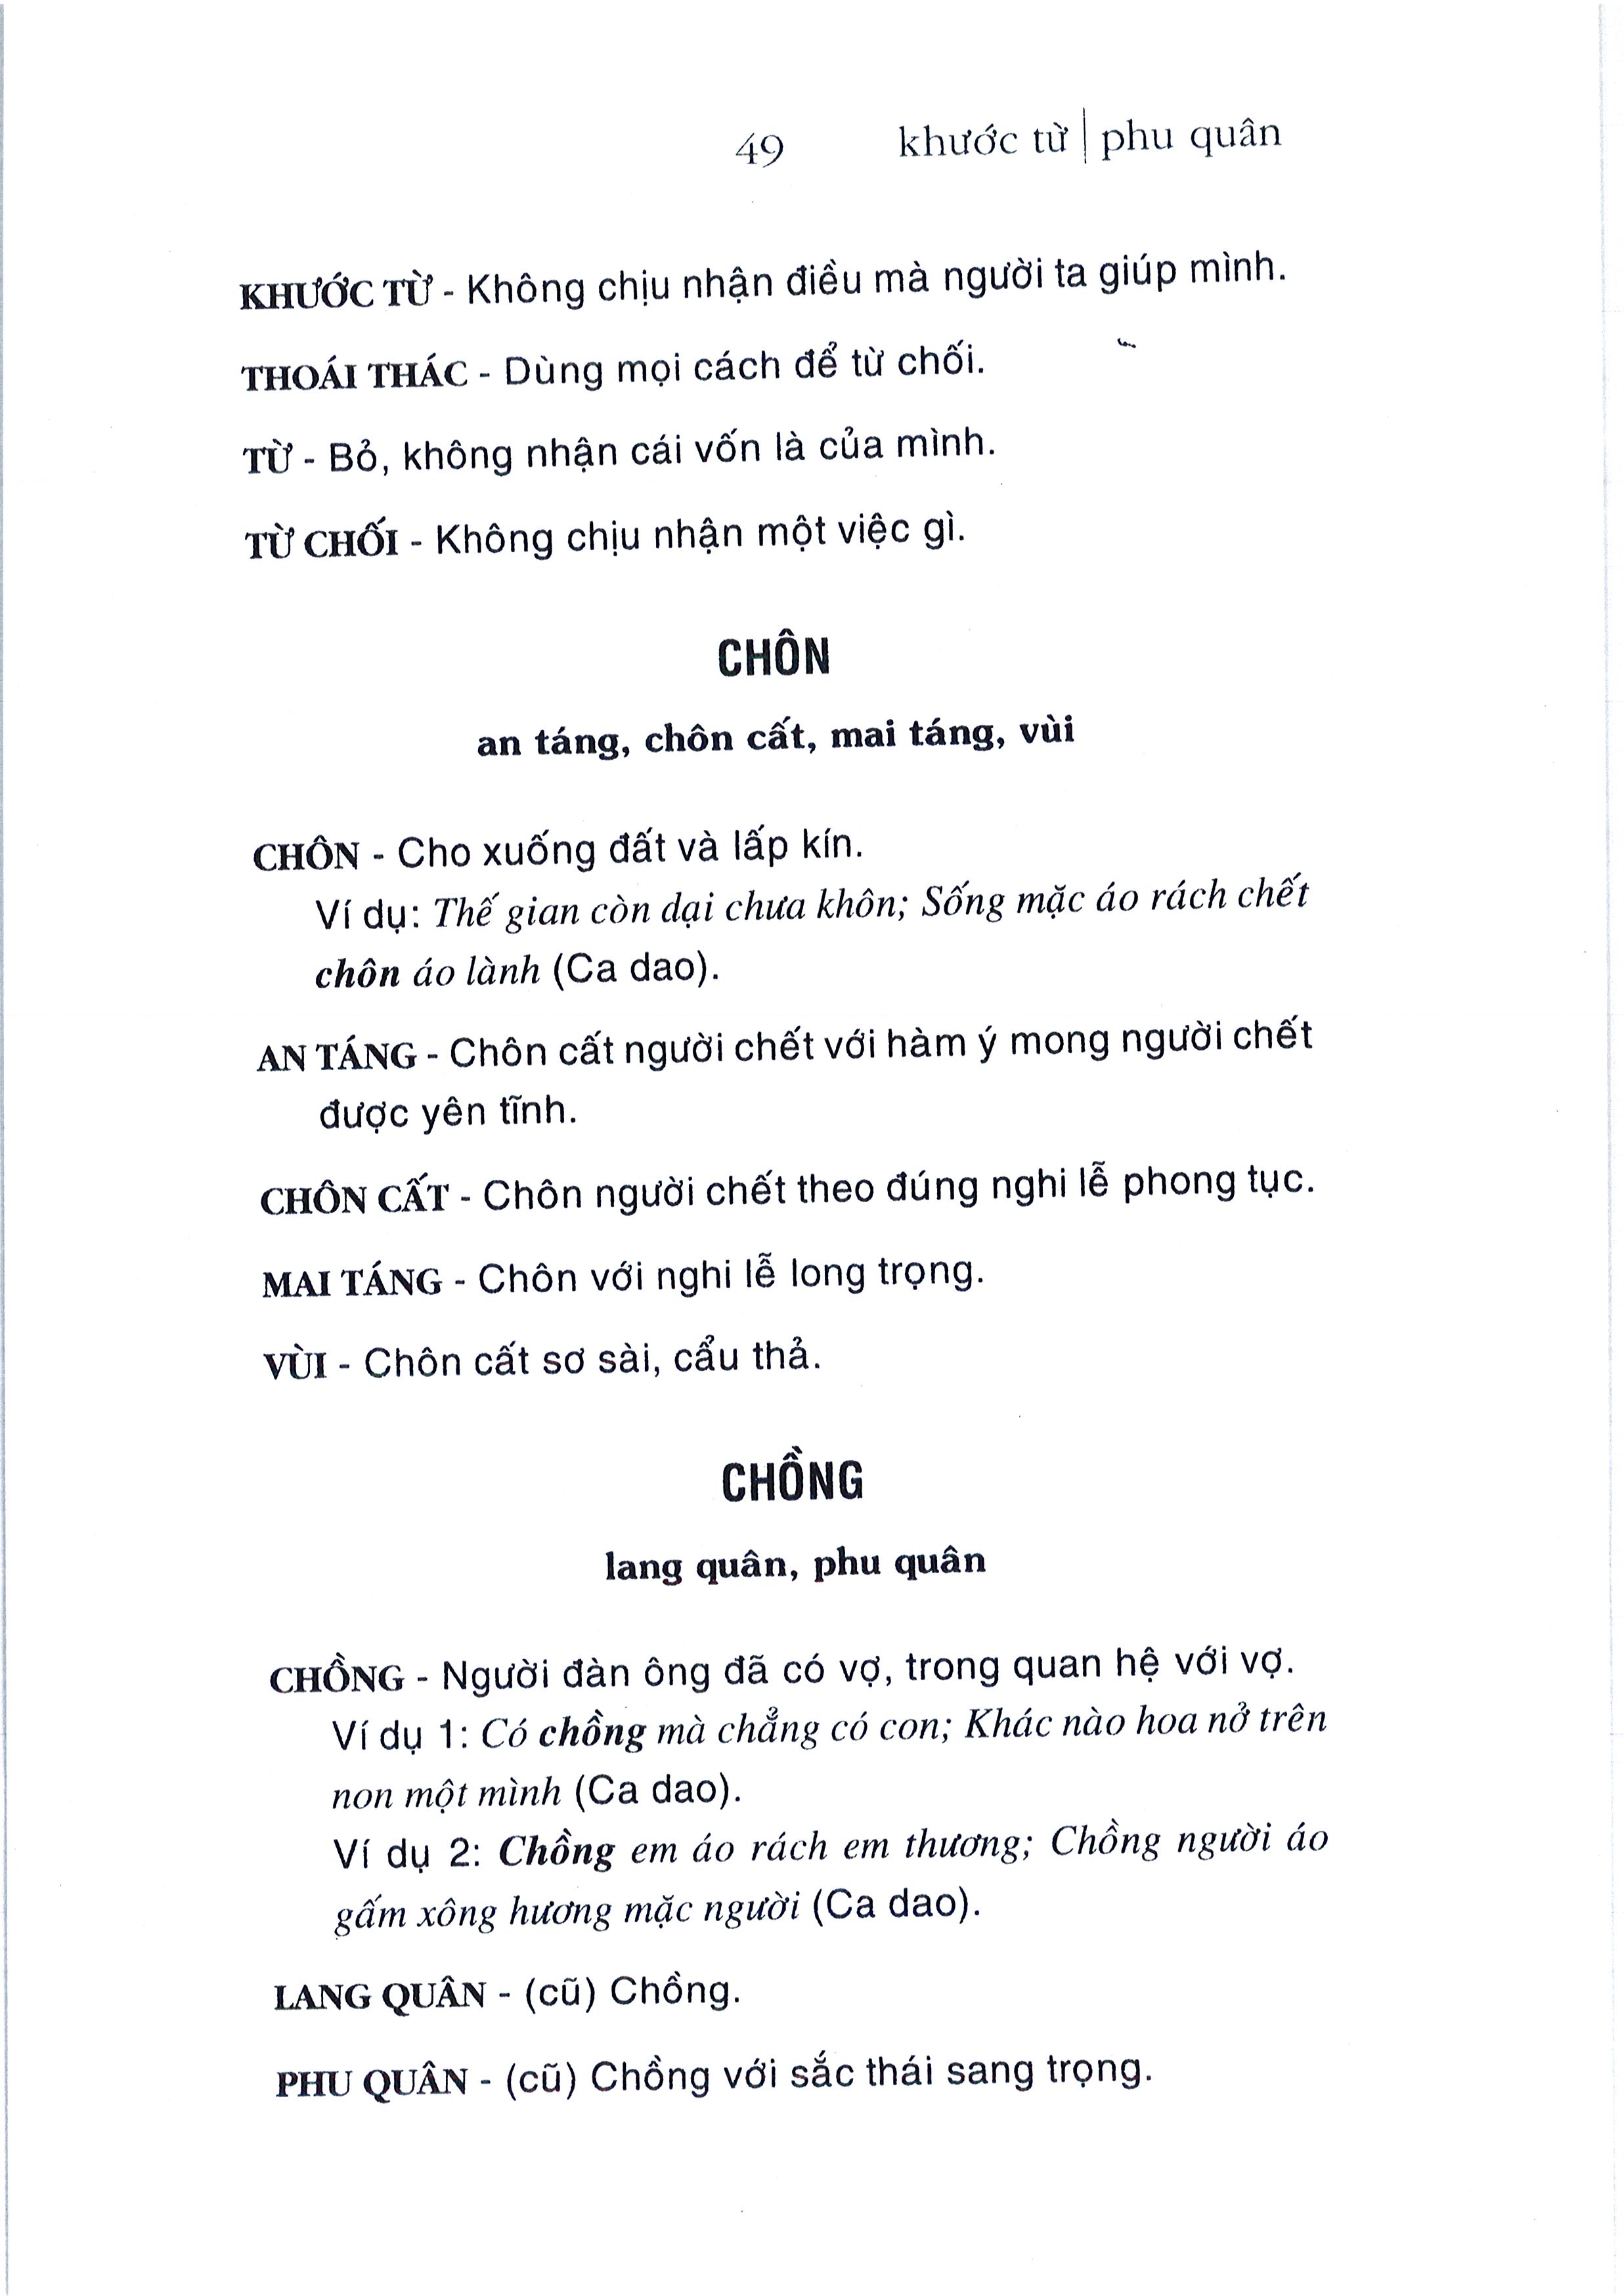 49 khước từ | phu quân
KHƯỚC TỪ - Không chịu nhận điều mà người ta giúp mình.
THOÁI THÁC - Dùng mọi cách để từ chối.
TỪ - Bỏ, không nhận cái vốn là của mình.
TỪ CHỐI - Không chịu nhận một việc gì.
CHÔN
an táng, chôn cất, mai táng, vùi
CHÔN - Cho xuống đất và lấp kín.
Ví dụ: Thế gian còn dại chưa khôn; Sống mặc áo rách chết
chôn áo lành (Ca dao).
AN TÁNG - Chôn cất người chết với hàm ý mong người chết
được yên tĩnh.
CHÔN CẤT - Chôn người chết theo đúng nghi lễ phong tục.
MAI TÁNG - Chôn với nghi lễ long trọng.
VÙI - Chôn cất sơ sài, cẩu thả.
CHỒNG
lang quân, phu quân
CHỒNG - Người đàn ông đã có vợ, trong quan hệ với vợ.
Ví dụ 1: Có chồng mà chẳng có con; Khác nào hoa nở trên
non một mình (Ca dao).
Ví dụ 2: Chồng em áo rách em thương; Chồng người áo
gấm xông hương mặc người (Ca dao).
LANG QUÂN - (cũ) Chồng.
PHU QUÂN - (cũ) Chồng với sắc thái sang trọng.